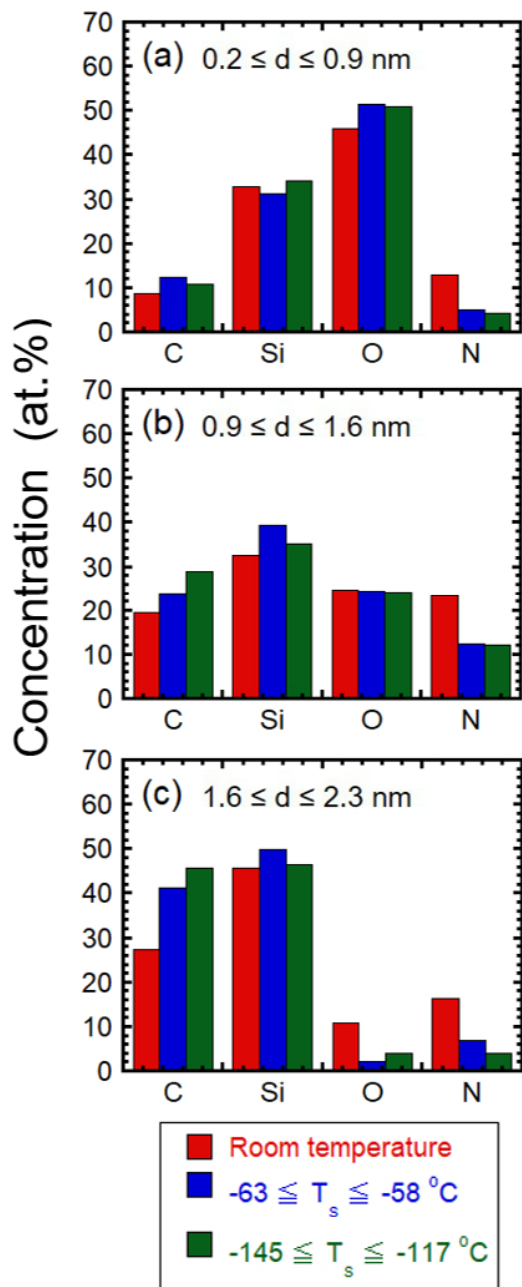 Concentration (at.%)
(a) 0.2 ≤ d ≤ 0.9 nm
70
60
50
40
30
20
10
0
C Si O N
(b) 0.9 ≤ d ≤ 1.6 nm
70
60
50
40
30
20
10
0
C Si O N
(c) 1.6 ≤ d ≤ 2.3 nm
70
60
50
40
30
20
10
0
C Si O N
Room temperature
-63 ≦ Ts ≦ -58 °C
-145 ≦ Ts ≦ -117 °C